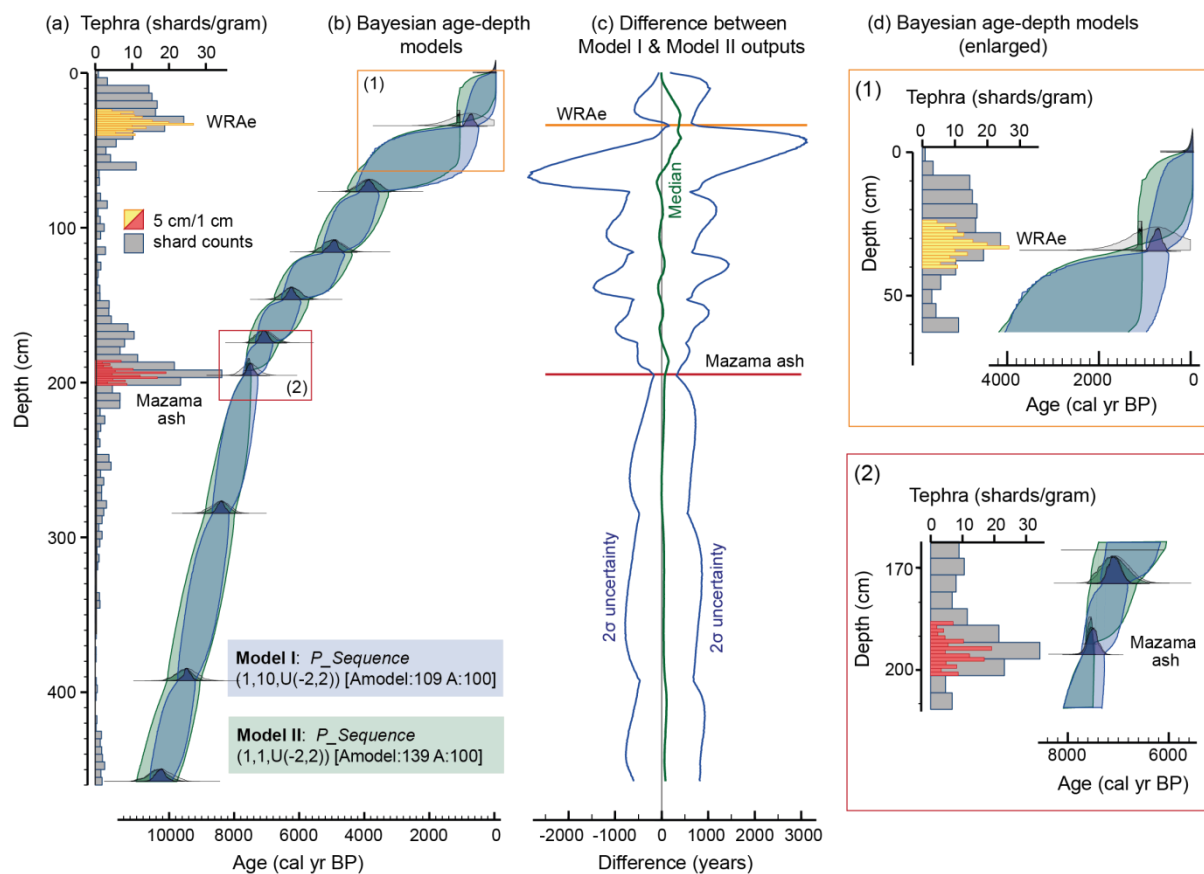 (a)
Tephra (shards/gram)
0 10 20 30
(b) Bayesian age-depth
models
(c) Difference between
Model I & Model II outputs
(d) Bayesian age-depth models
(enlarged)
0
100
200
300
400
Depth (cm)
WRAe
5 cm/1 cm
shard counts
Mazama
ash
(1)
(2)
Model I: P_Sequence
(1,10,U(-2,2)) [Amodel:109 A:100]
Model II: P_Sequence
(1,1,U(-2,2)) [Amodel:139 A:100]
10000 8000 6000 4000 2000 0
Age (cal yr BP)
WRAe
Median
Mazama ash
2σ uncertainty
2σ uncertainty
-2000 -1000 0 1000 2000 3000
Difference (years)
(1)
Tephra (shards/gram)
0 10 20 30
0
50
Depth (cm)
WRAe
4000 2000 0
Age (cal yr BP)
(2)
Tephra (shards/gram)
0 10 20 30
170
200
Depth (cm)
Mazama
ash
8000 6000
Age (cal yr BP)